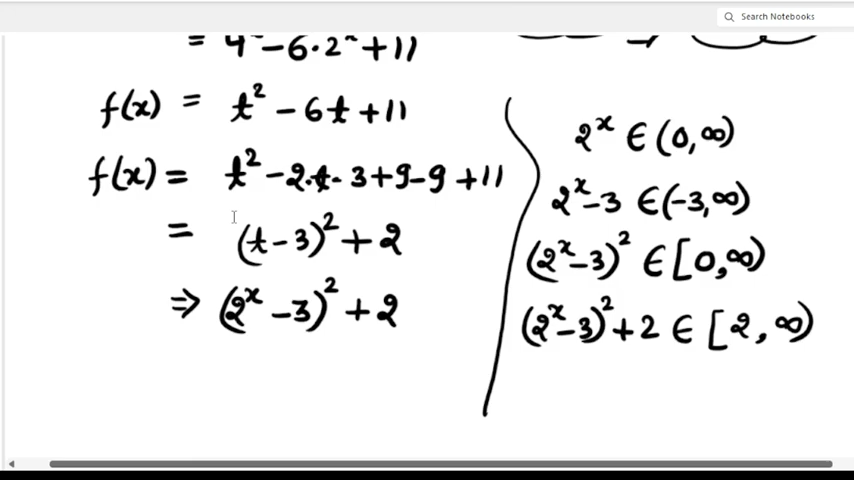 Search Notebooks
= 4ˣ - 6·2ˣ + 11
f(x) = t² - 6t + 11
f(x) = t² - 2·t· 3 + 9 - 9 + 11
= (t - 3)² + 2
⇒ (2ˣ - 3)² + 2
2ˣ ∈ (0, ∞)
2ˣ - 3 ∈ (-3, ∞)
(2ˣ - 3)² ∈ [0, ∞)
(2ˣ - 3)² + 2 ∈ [2, ∞)